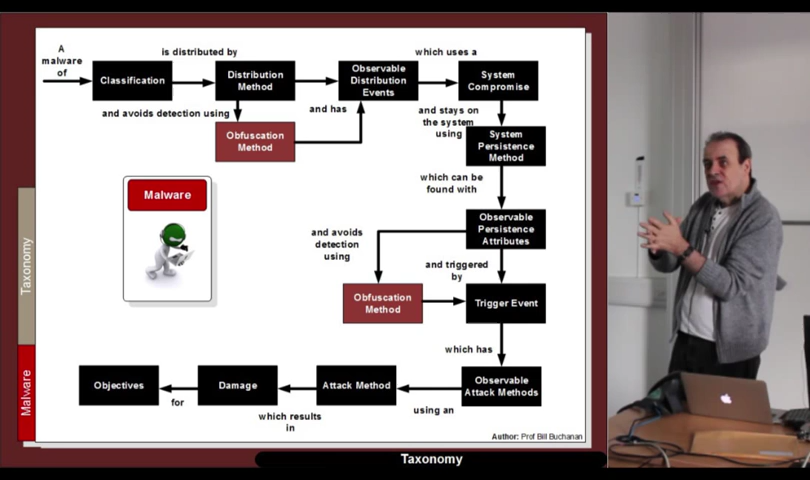 A
malware
of
Classification
is distributed by
Distribution
Method
Observable
Distribution
Events
which uses a
System
Compromise
and avoids detection using
Obfuscation
Method
and has
and stays on
the system
using
System
Persistence
Method
which can be
found with
Observable
Persistence
Attributes
and avoids
detection
using
and triggered
by
Obfuscation
Method
Trigger Event
which has
Observable
Attack Methods
using an
Attack Method
which results
in
Damage
for
Objectives
Malware
Taxonomy
Malware
Author: Prof Bill Buchanan
Taxonomy